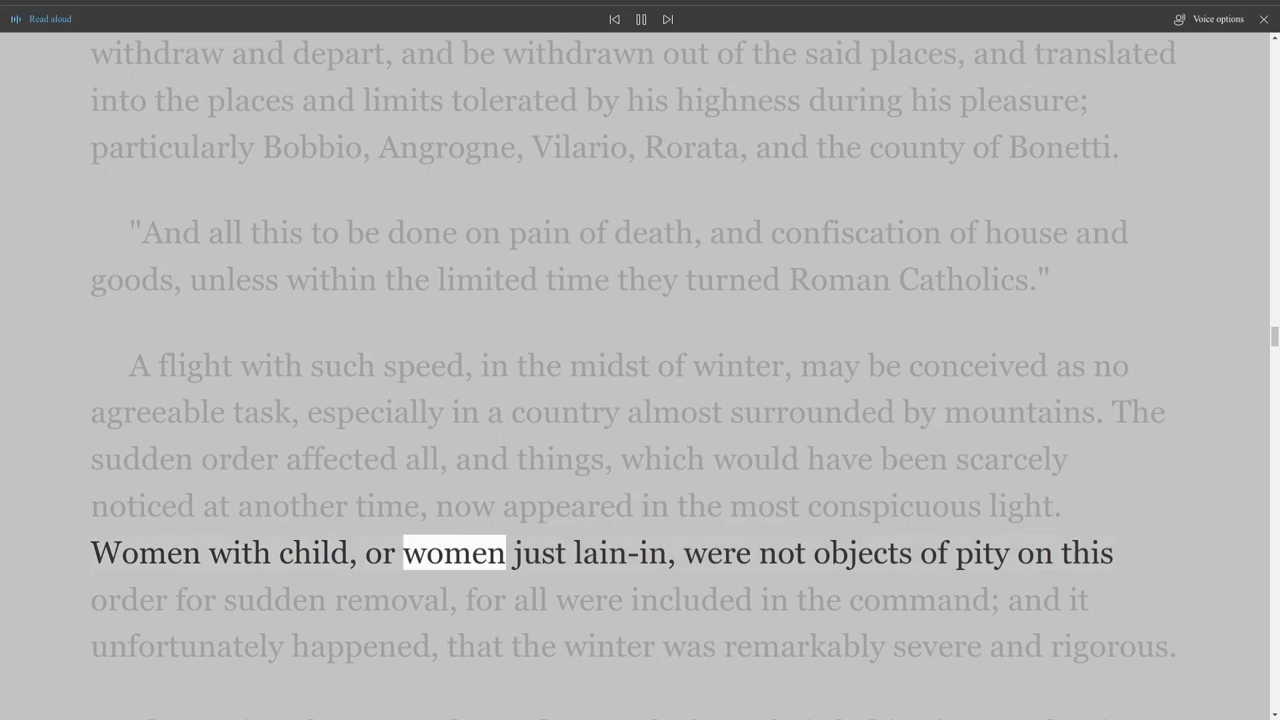 Read aloud
Voice options
withdraw and depart, and be withdrawn out of the said places, and translated
into the places and limits tolerated by his highness during his pleasure;
particularly Bobbio, Angrogne, Vilario, Rorata, and the county of Bonetti.
"And all this to be done on pain of death, and confiscation of house and
goods, unless within the limited time they turned Roman Catholics."
A flight with such speed, in the midst of winter, may be conceived as no
agreeable task, especially in a country almost surrounded by mountains. The
sudden order affected all, and things, which would have been scarcely
noticed at another time, now appeared in the most conspicuous light.
Women with child, or women just lain-in, were not objects of pity on this
order for sudden removal, for all were included in the command; and it
unfortunately happened, that the winter was remarkably severe and rigorous.